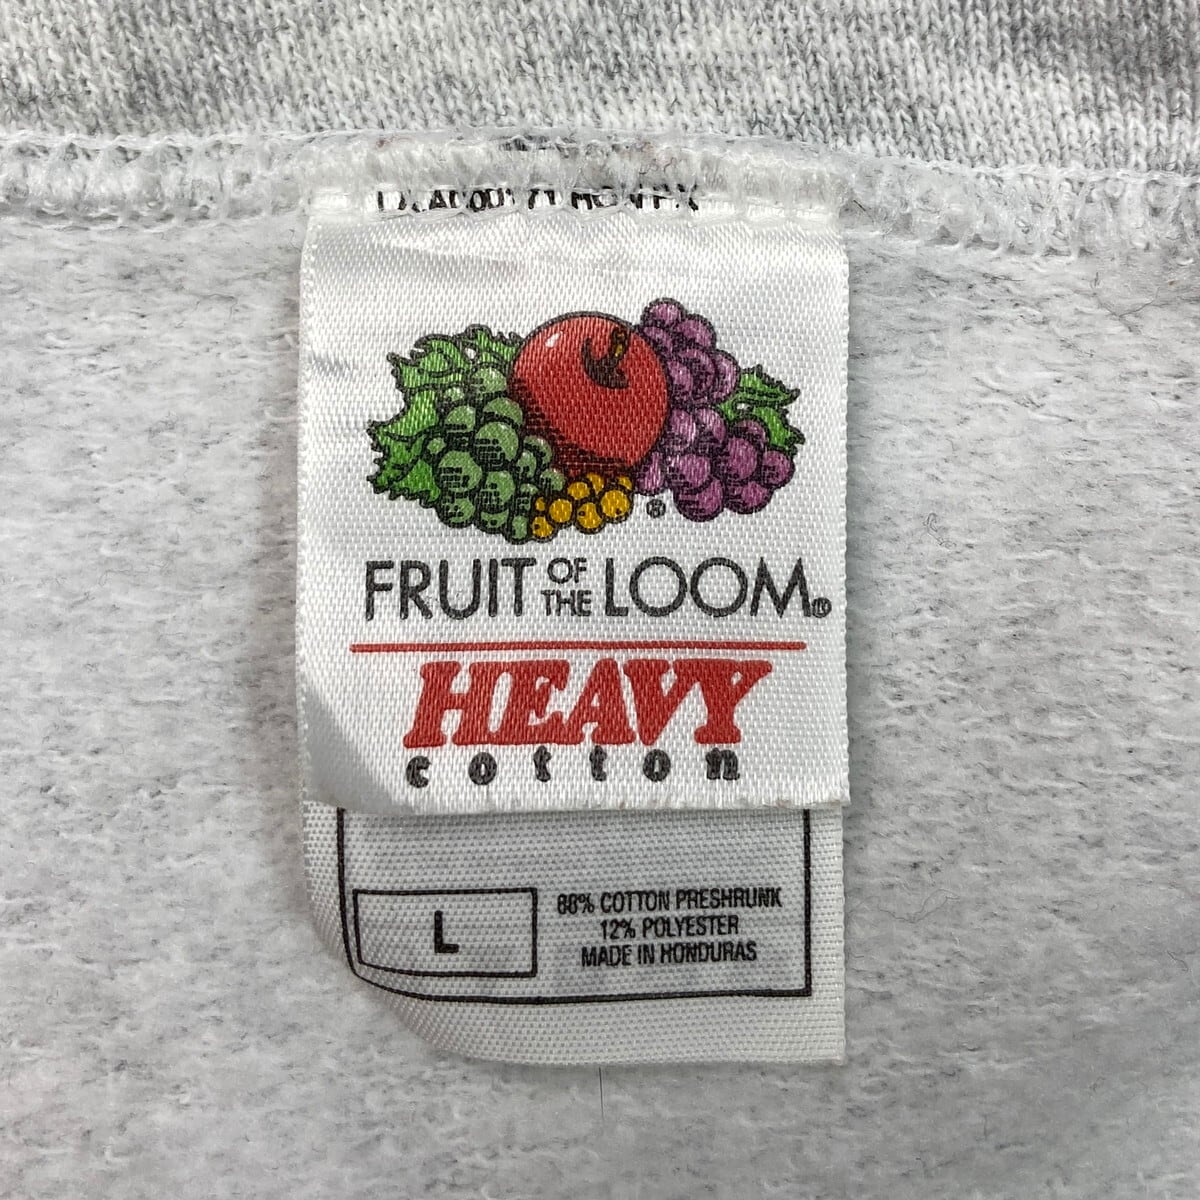 ®
FRUIT OF THE LOOM®
HEAVY
cotton
L
88% COTTON PRESHRUNK
12% POLYESTER
MADE IN HONDURAS